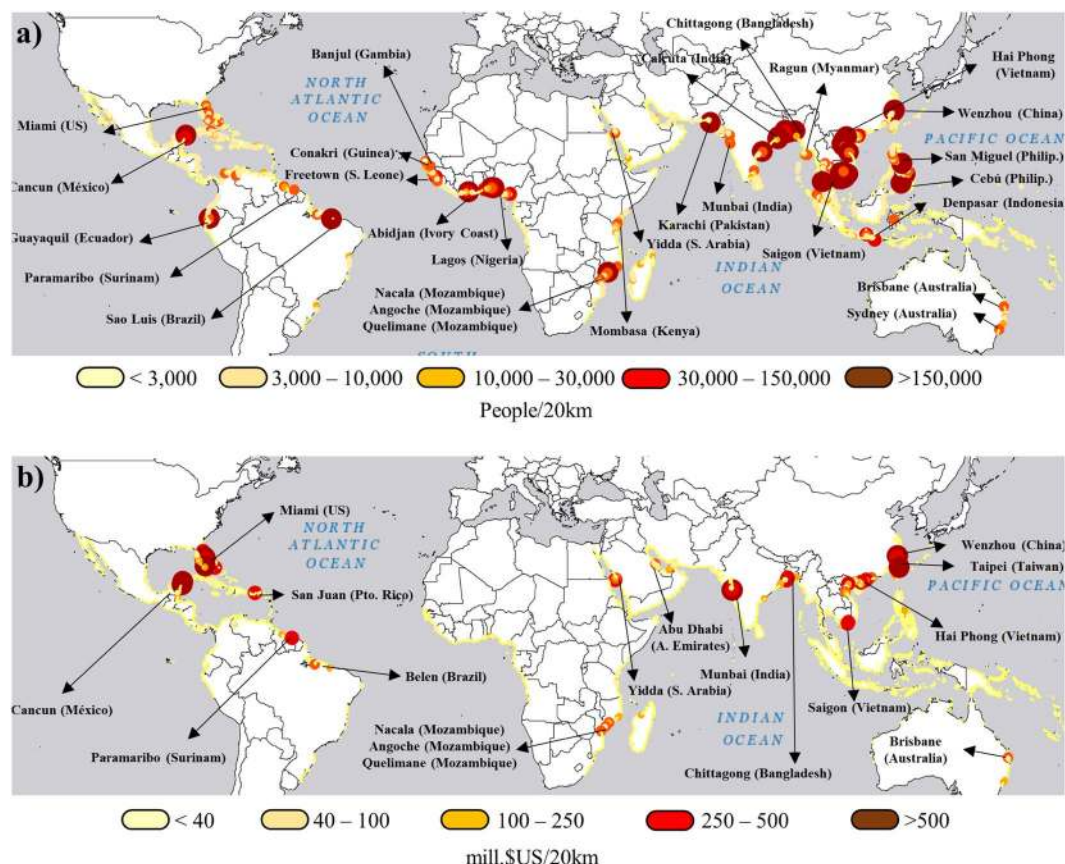 a)
Chittagong (Bangladesh)
Banjul (Gambia)
Calcuta (India)
Ragun (Myanmar)
Hai Phong
(Vietnam)
NORTH
ATLANTIC
OCEAN
Miami (US)
Wenzhou (China)
PACIFIC OCEAN
Conakri (Guinea)
San Miguel (Philip.)
Cancun (México)
Freetown (S. Leone)
Cebú (Philip.)
Munbai (India)
Denpasar (Indonesia
Guayaquil (Ecuador)
Abidjan (Ivory Coast)
Karachi (Pakistan)
Yidda (S. Arabia)
Saigon (Vietnam)
Lagos (Nigeria)
INDIAN
OCEAN
Paramaribo (Surinam)
Brisbane (Australia)
Nacala (Mozambique)
Angoche (Mozambique)
Quelimane (Mozambique)
Sydney (Australia)
Sao Luis (Brazil)
Mombasa (Kenya)
< 3,000
3,000 – 10,000
10,000 – 30,000
30,000 – 150,000
>150,000
People/20km
b)
Miami (US)
NORTH
ATLANTIC
OCEAN
Wenzhou (China)
Taipei (Taiwan)
PACIFIC OCEAN
San Juan (Pto. Rico)
Abu Dhabi
(A. Emirates)
Hai Phong (Vietnam)
Belen (Brazil)
Munbai (India)
Yidda (S. Arabia)
Cancun (México)
Saigon (Vietnam)
INDIAN
OCEAN
Nacala (Mozambique)
Angoche (Mozambique)
Quelimane (Mozambique)
Paramaribo (Surinam)
Brisbane
(Australia)
Chittagong (Bangladesh)
< 40
40 – 100
100 – 250
250 – 500
>500
mill.$US/20km